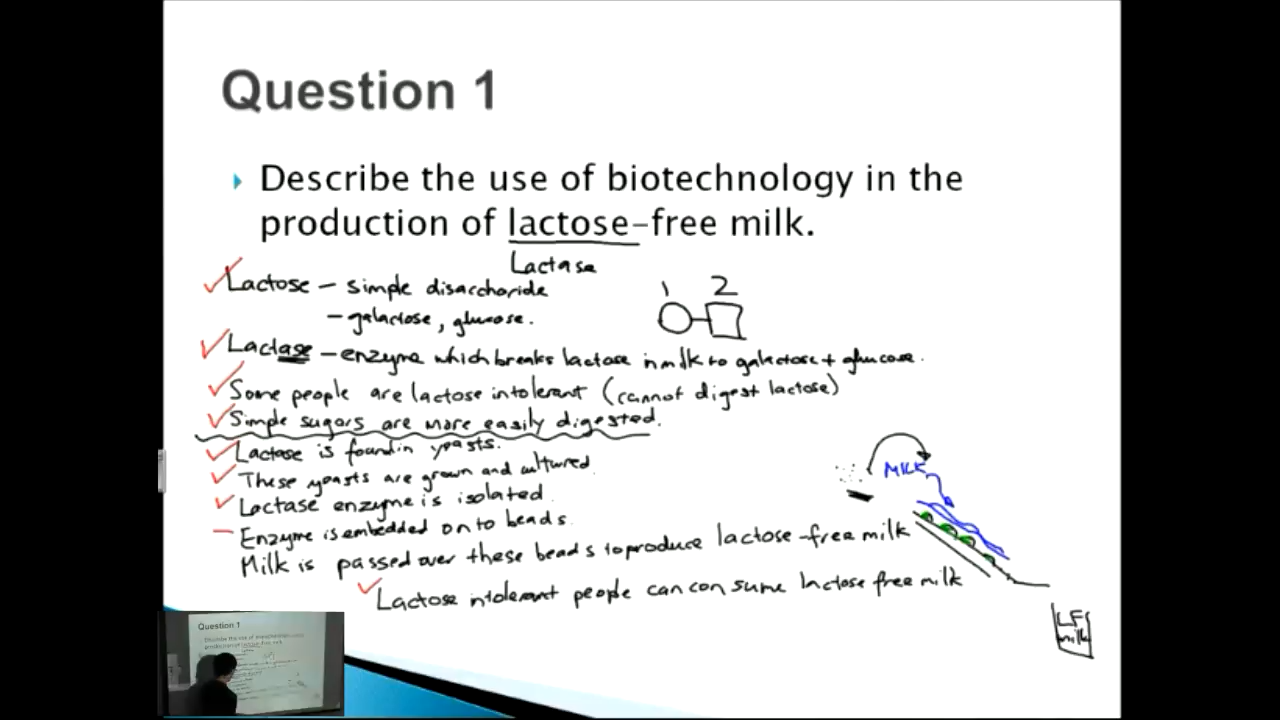 Question 1
Describe the use of biotechnology in the
production of lactose-free milk.
Lactase
Lactose - simple disaccharide
- galactose, glucose.
1 2
Lactase - enzyme which breaks lactose in milk to galactose + glucose.
Some people are lactose intolerant (cannot digest lactose)
Simple sugars are more easily digested.
Lactase is found in yeasts.
These yeasts are grown and cultured
Lactase enzyme is isolated.
MILK
Enzyme is embedded on to beads.
Milk is passed over these beads to produce lactose-free milk
Lactose intolerant people can consume lactose free milk
LF
milk
Question 1